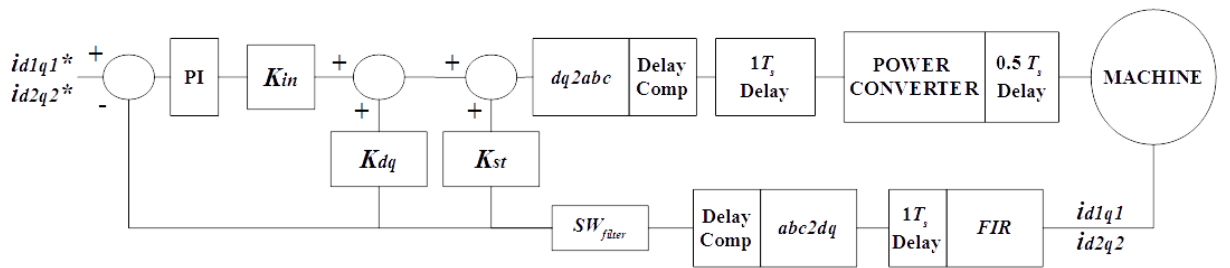 id1q1*
id2q2*
+
-
PI
Kin
+
+
Kdq
+
+
Kst
dq2abc
Delay
Comp
1Ts
Delay
POWER
CONVERTER
0.5 Ts
Delay
MACHINE
SWfilter
Delay
Comp
abc2dq
1Ts
Delay
FIR
id1q1
id2q2